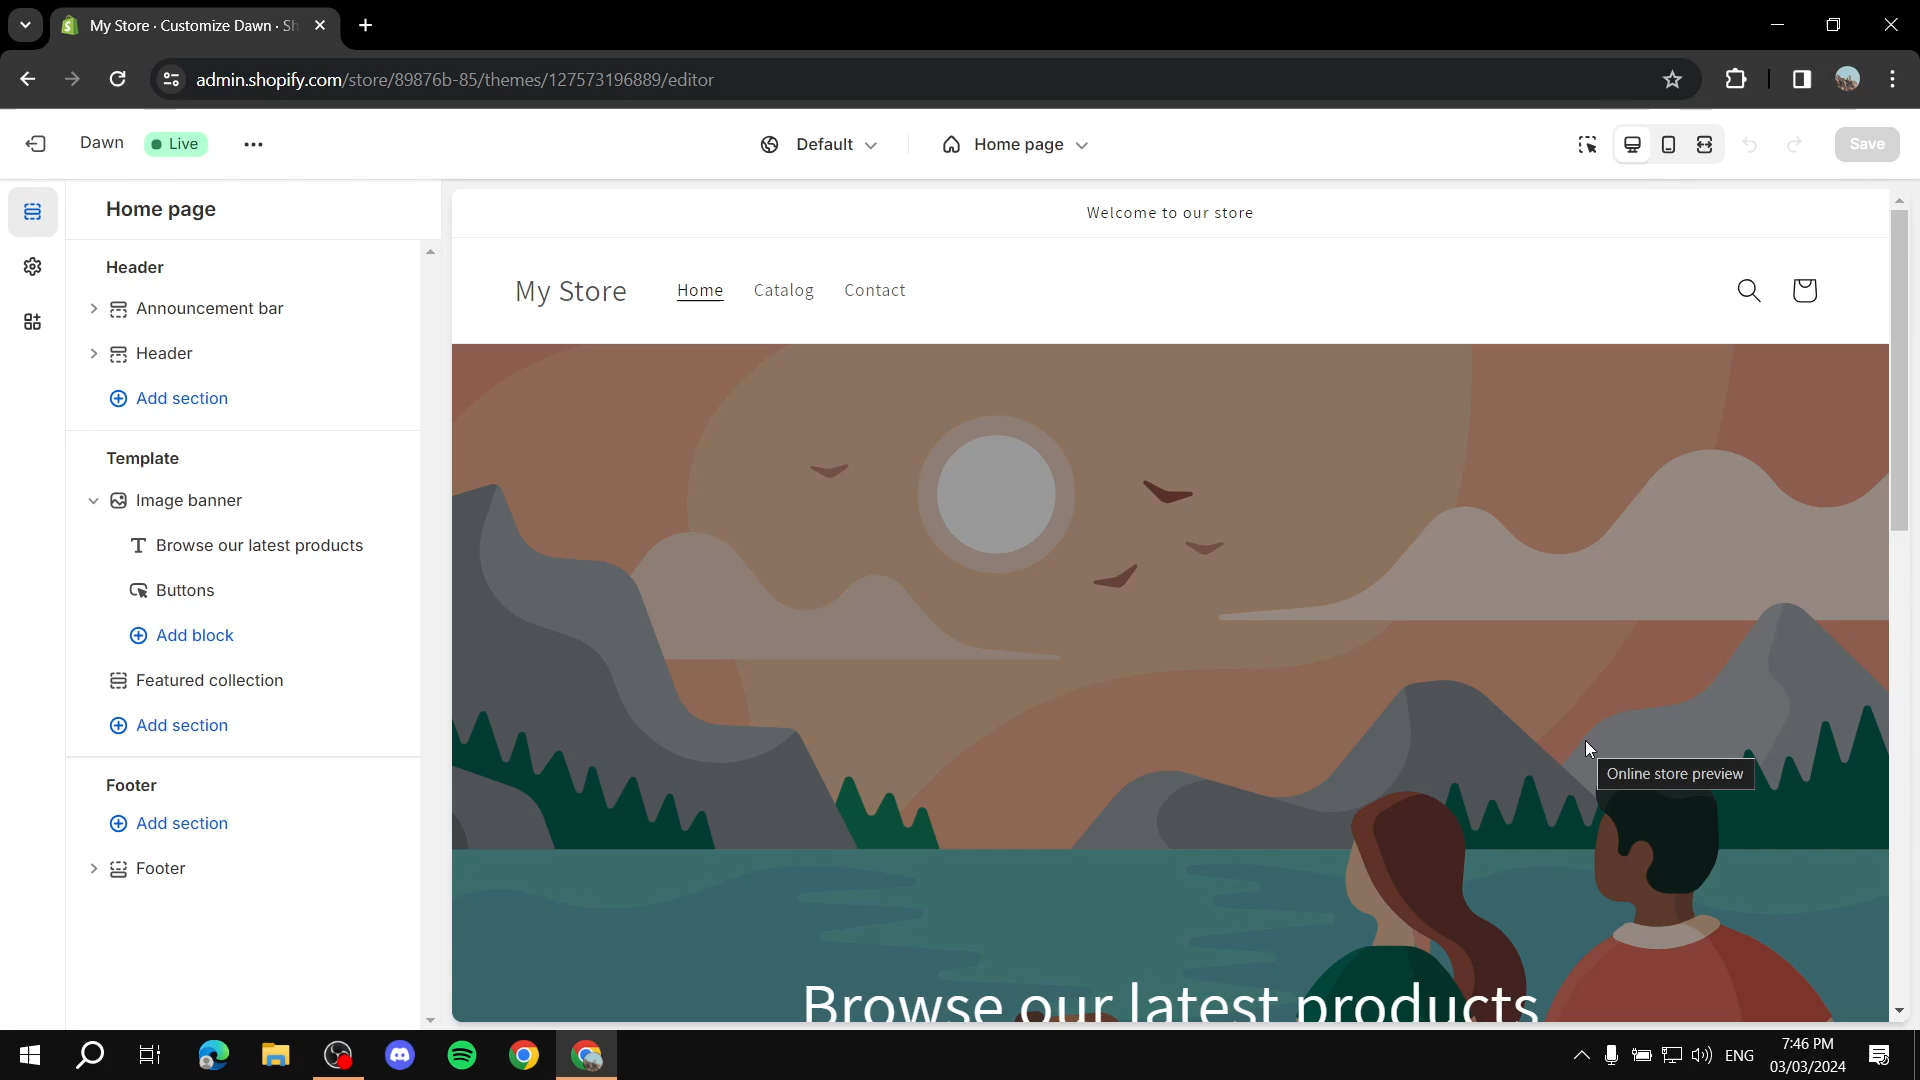 My Store · Customize Dawn · Sh
admin.shopify.com/store/89876b-85/themes/127573196889/editor
Dawn
Live
Default
Home page
Save
Home page
Header
Announcement bar
Header
Add section
Template
Image banner
Browse our latest products
Buttons
Add block
Featured collection
Add section
Footer
Add section
Footer
Welcome to our store
My Store
Home
Catalog
Contact
Online store preview
Browse our latest products
ENG
7:46 PM
03/03/2024